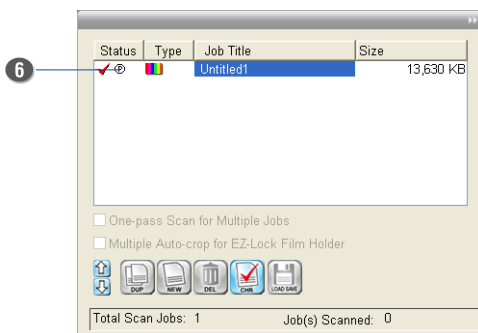 Status Type Job Title Size
6
Ⓟ Untitled1 13,630 KB
One-pass Scan for Multiple Jobs
Multiple Auto-crop for EZ-Lock Film Holder
DUP NEW DEL CHR LOAD SAVE
Total Scan Jobs: 1 Job(s) Scanned: 0